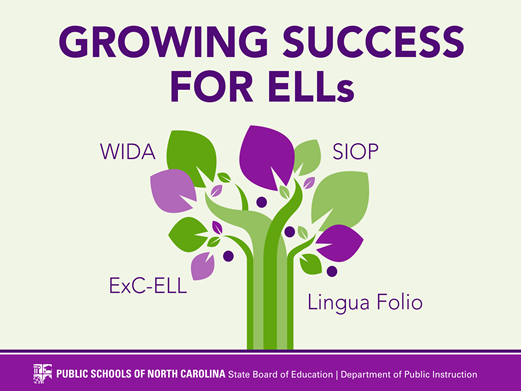 GROWING SUCCESS
FOR ELLs
WIDA
SIOP
ExC-ELL
Lingua Folio
PUBLIC SCHOOLS OF NORTH CAROLINA State Board of Education | Department of Public Instruction